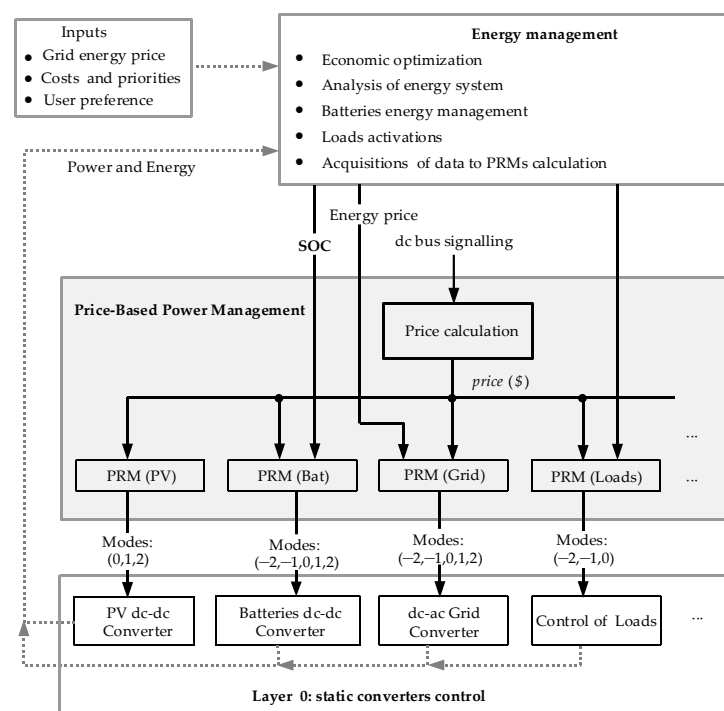 Inputs
• Grid energy price
• Costs and priorities
• User preference
Energy management
• Economic optimization
• Analysis of energy system
• Batteries energy management
• Loads activations
• Acquisitions of data to PRMs calculation
Power and Energy
Energy price
SOC
dc bus signalling
Price-Based Power Management
Price calculation
price ($)
...
PRM (PV)
PRM (Bat)
PRM (Grid)
PRM (Loads)
...
Modes:
(0,1,2)
Modes:
(−2,−1,0,1,2)
Modes:
(−2,−1,0,1,2)
Modes:
(−2,−1,0)
PV dc-dc
Converter
Batteries dc-dc
Converter
dc-ac Grid
Converter
Control of Loads
...
Layer 0: static converters control